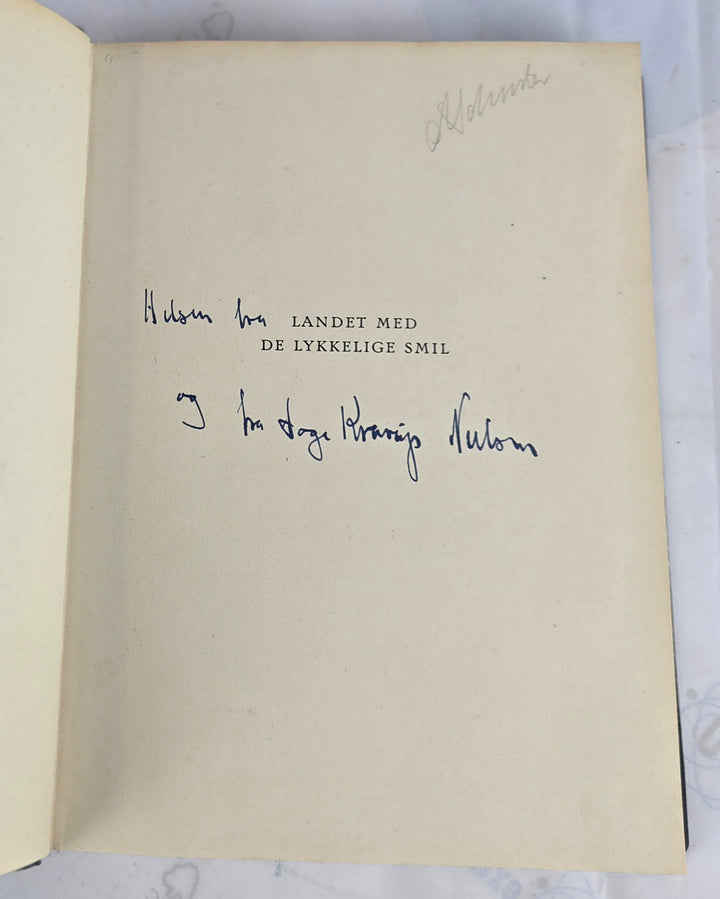 Hilsen fra LANDET MED
DE LYKKELIGE SMIL
og fra Aage Krarup Nielsen